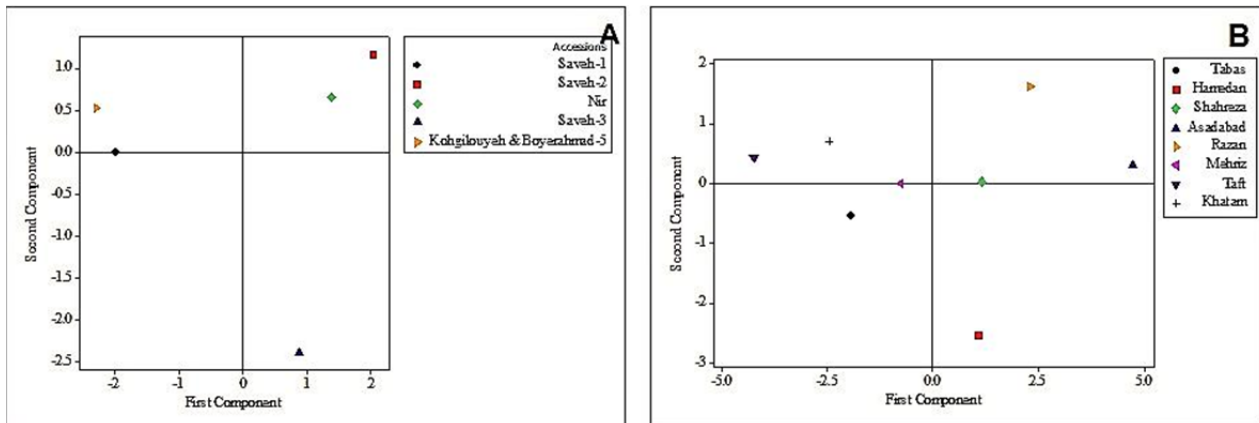 A
Accessions
Saveh-1
Saveh-2
Nir
Saveh-3
Kohgilouyeh & Boyerahmad-5
1.0
0.5
0.0
-0.5
-1.0
-1.5
-2.0
-2.5
Second Component
-2
-1
0
1
2
First Component
B
Tabas
Hamedan
Shahreza
Asadabad
Razan
Mehriz
Taft
Khatam
2
1
0
-1
-2
-3
Second Component
-5.0
-2.5
0.0
2.5
5.0
First Component